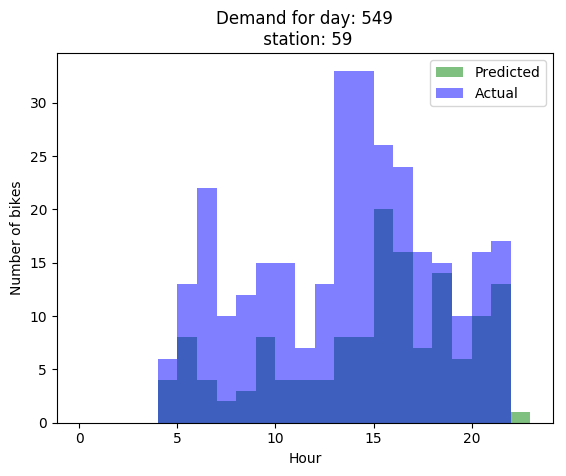 Demand for day: 549
station: 59
Predicted
Actual
Number of bikes
30
25
20
15
10
5
0
0 5 10 15 20
Hour